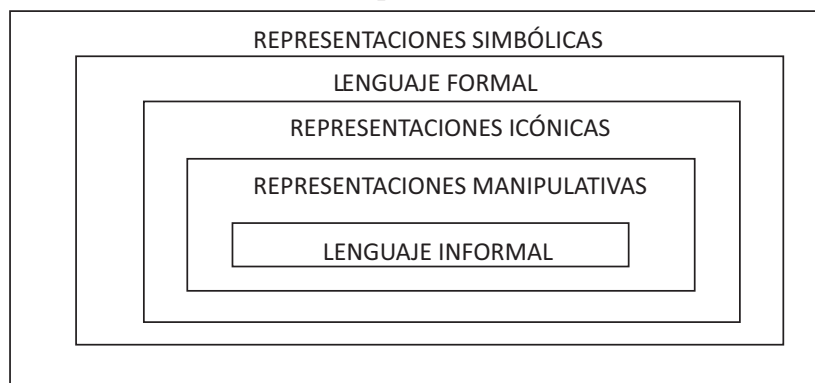 REPRESENTACIONES SIMBÓLICAS
LENGUAJE FORMAL
REPRESENTACIONES ICÓNICAS
REPRESENTACIONES MANIPULATIVAS
LENGUAJE INFORMAL